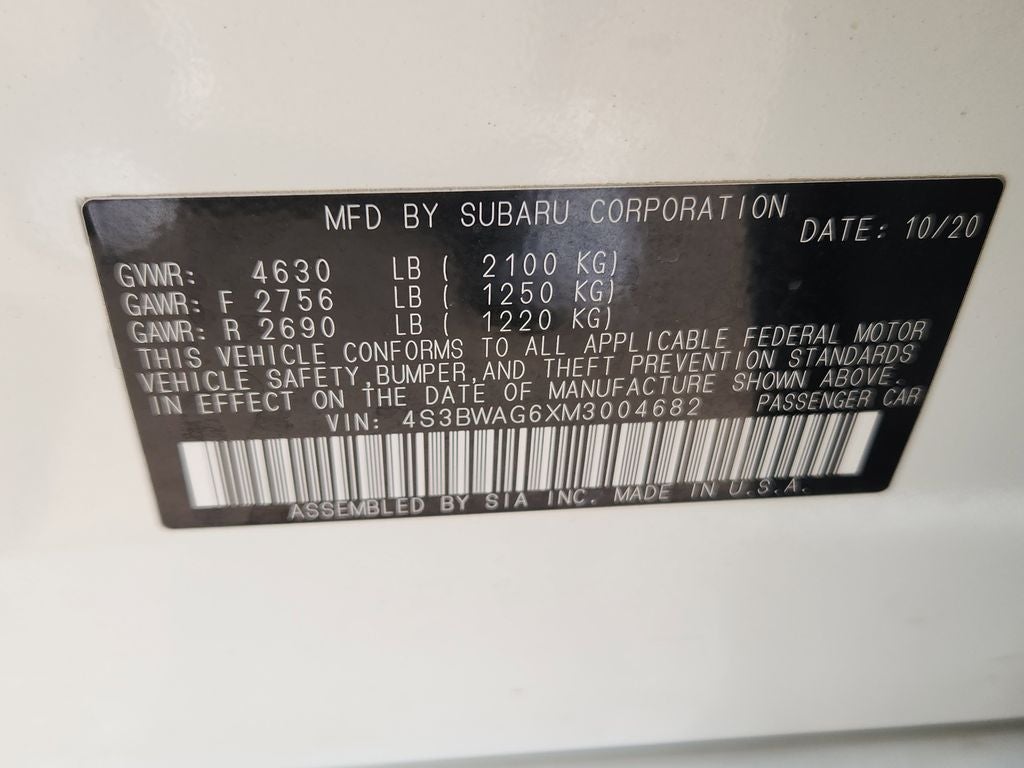 MFD BY SUBARU CORPORATION
DATE: 10/20
GVWR: 4630 LB ( 2100 KG)
GAWR: F 2756 LB ( 1250 KG)
GAWR: R 2690 LB ( 1220 KG)
THIS VEHICLE CONFORMS TO ALL APPLICABLE FEDERAL MOTOR
VEHICLE SAFETY,BUMPER,AND THEFT PREVENTION STANDARDS
IN EFFECT ON THE DATE OF MANUFACTURE SHOWN ABOVE.
VIN: 4S3BWAG6XM3004682 PASSENGER CAR
ASSEMBLED BY SIA INC. MADE IN U.S.A.